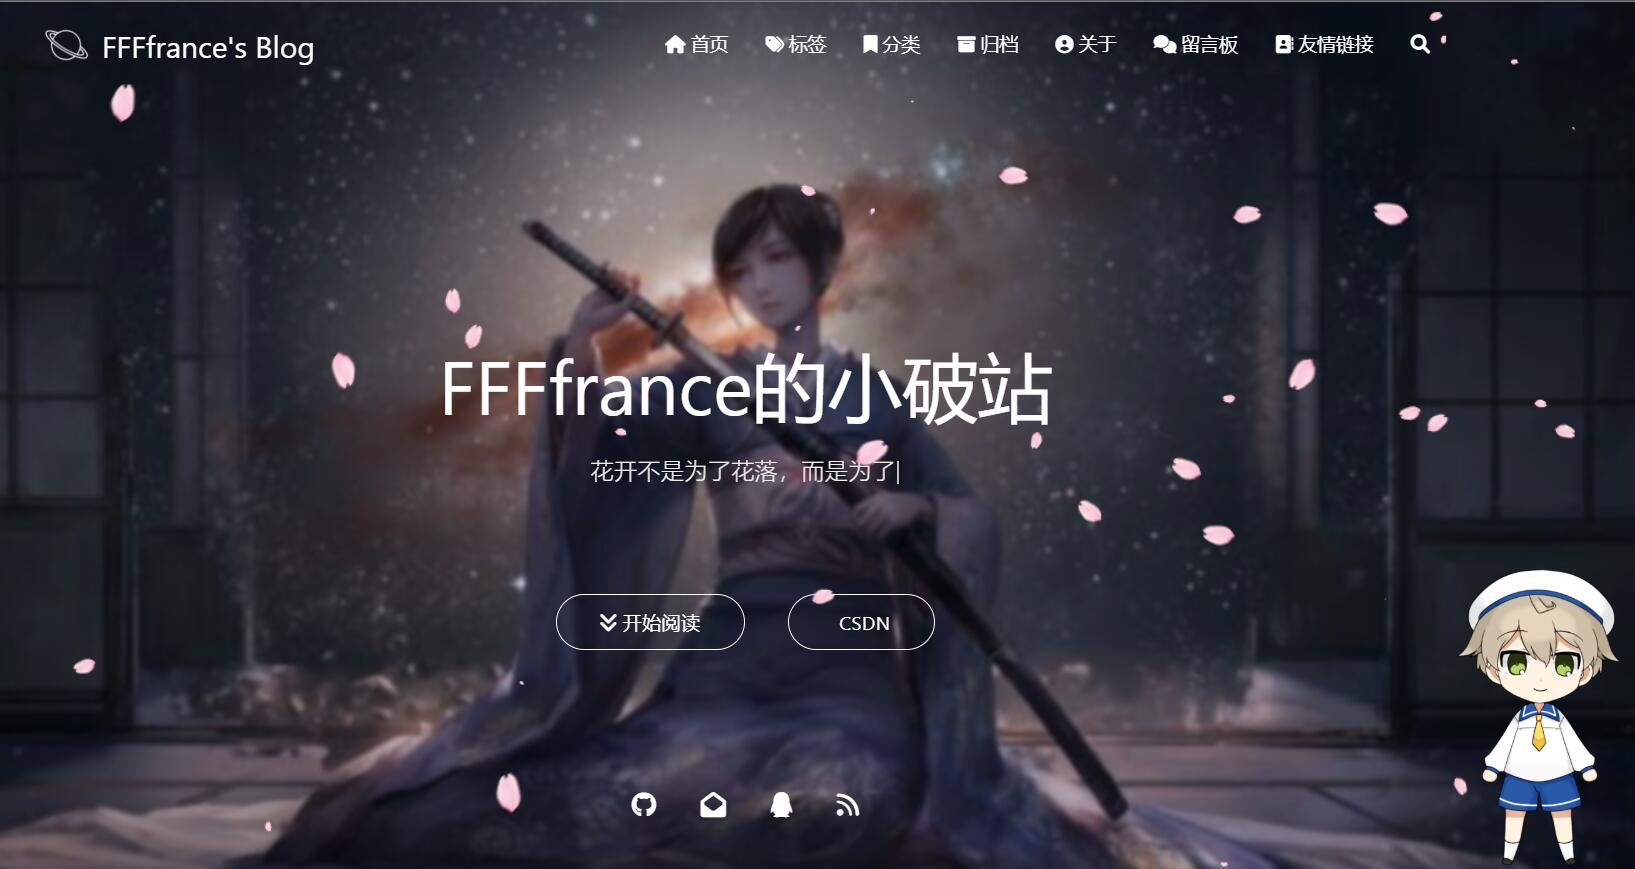 FFFfrance's Blog
首页 标签 分类 归档 关于 留言板 友情链接
FFFfrance的小破站
花开不是为了花落，而是为了|
开始阅读 CSDN